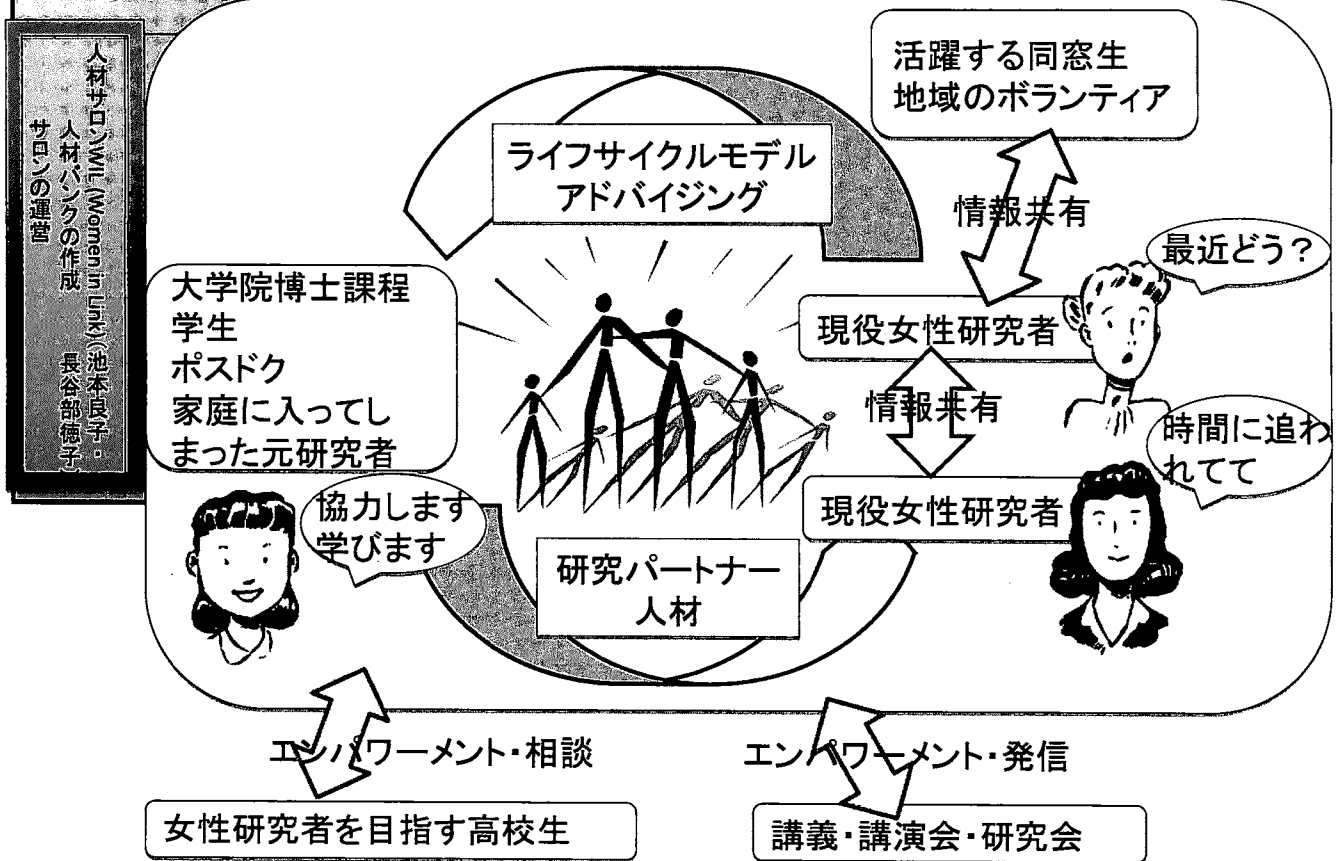 人材サロンWIL (Women in Link)(池本良子・
長谷部徳子)
人材バンクの作成
サロンの運営
活躍する同窓生
地域のボランティア
ライフサイクルモデル
アドバイジング
情報共有
最近どう?
大学院博士課程
学生
ポスドク
家庭に入ってし
まった元研究者
現役女性研究者
情報共有
時間に追わ
れてて
現役女性研究者
協力します
学びます
研究パートナー
人材
エンパワーメント・相談
エンパワーメント・発信
女性研究者を目指す高校生
講義・講演会・研究会